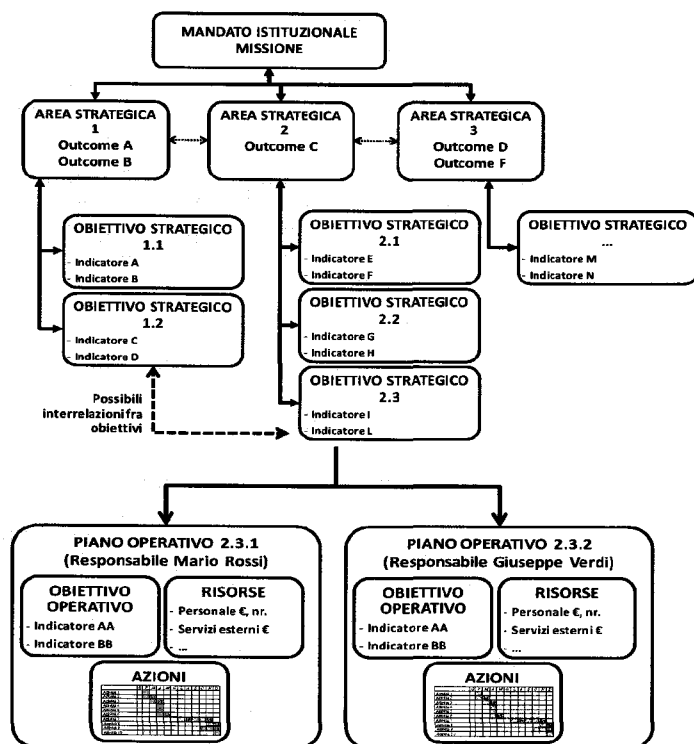 MANDATO ISTITUZIONALE
MISSIONE
AREA STRATEGICA
1
Outcome A
Outcome B
AREA STRATEGICA
2
Outcome C
AREA STRATEGICA
3
Outcome D
Outcome F
OBIETTIVO STRATEGICO
1.1
- Indicatore A
- Indicatore B
OBIETTIVO STRATEGICO
1.2
- Indicatore C
- Indicatore D
OBIETTIVO STRATEGICO
2.1
- Indicatore E
- Indicatore F
OBIETTIVO STRATEGICO
2.2
- Indicatore G
- Indicatore H
OBIETTIVO STRATEGICO
2.3
- Indicatore I
- Indicatore L
OBIETTIVO STRATEGICO
...
- Indicatore M
- Indicatore N
Possibili
interrelazioni fra
obiettivi
PIANO OPERATIVO 2.3.1
(Responsabile Mario Rossi)
OBIETTIVO
OPERATIVO
- Indicatore AA
- Indicatore BB
RISORSE
- Personale €, nr.
- Servizi esterni €
- ...
AZIONI
PIANO OPERATIVO 2.3.2
(Responsabile Giuseppe Verdi)
OBIETTIVO
OPERATIVO
- Indicatore AA
- Indicatore BB
RISORSE
- Personale €, nr.
- Servizi esterni €
- ...
AZIONI